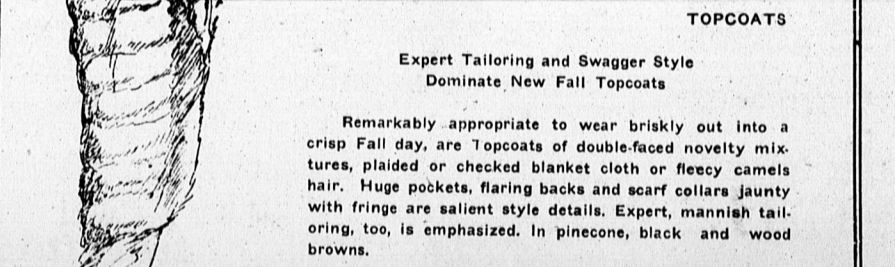 TOPCOATS
Expert Tailoring and Swagger Style
Dominate New Fall Topcoats
Remarkably appropriate to wear briskly out into a
crisp Fall day, are Topcoats of double-faced novelty mix-
tures, plaided or checked blanket cloth or fleecy camels
hair. Huge pockets, flaring backs and scarf collars jaunty
with fringe are salient style details. Expert, mannish tail-
oring, too, is emphasized. In pinecone, black and wood
browns.